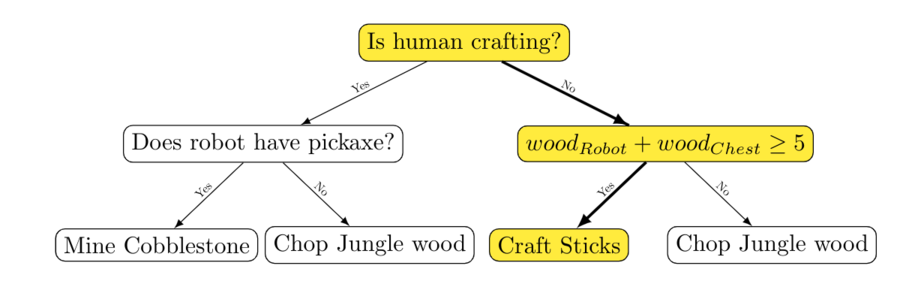 Is human crafting?
Yes
No
Does robot have pickaxe?
wood_{Robot} + wood_{Chest} ≥ 5
Yes
No
Yes
No
Mine Cobblestone
Chop Jungle wood
Craft Sticks
Chop Jungle wood